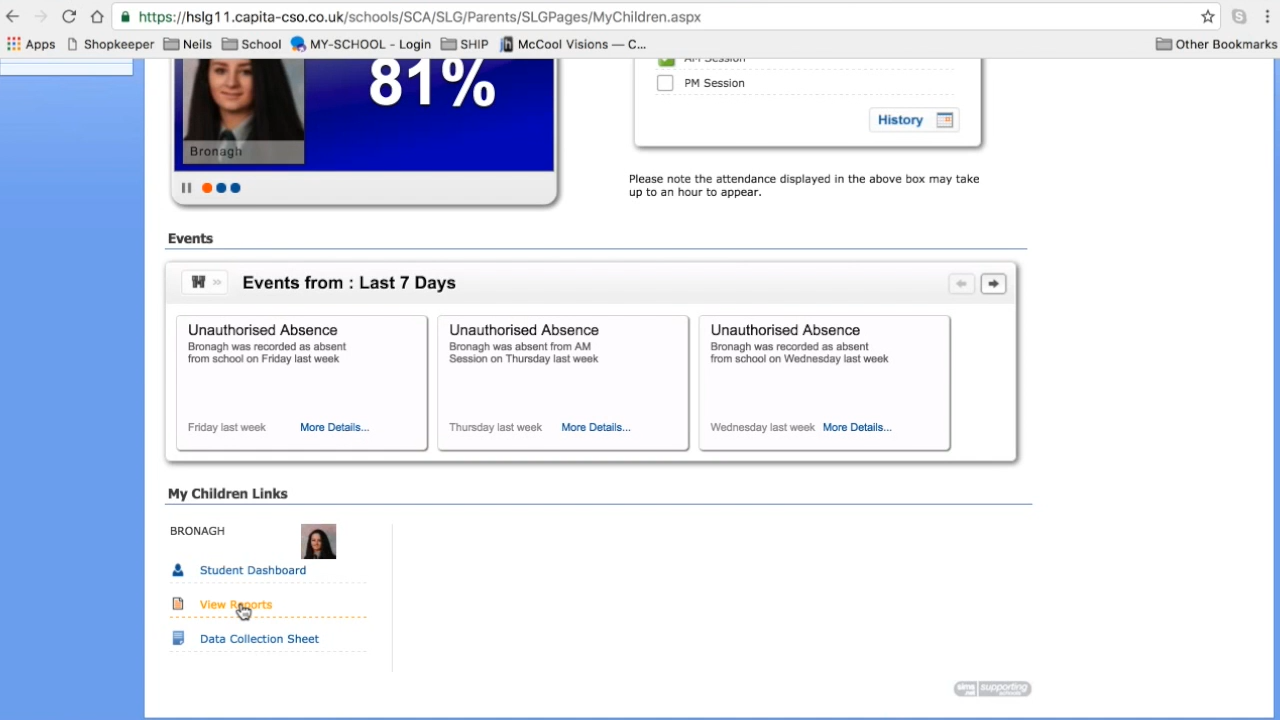 https://hslg11.capita-cso.co.uk/schools/SCA/SLG/Parents/SLGPages/MyChildren.aspx
Apps Shopkeeper Neils School MY-SCHOOL - Login SHIP McCool Visions — C... Other Bookmarks
81%
Bronagh
AM Session
PM Session
History
Please note the attendance displayed in the above box may take
up to an hour to appear.
Events
Events from : Last 7 Days
Unauthorised Absence
Bronagh was recorded as absent
from school on Friday last week
Friday last week More Details...
Unauthorised Absence
Bronagh was absent from AM
Session on Thursday last week
Thursday last week More Details...
Unauthorised Absence
Bronagh was recorded as absent
from school on Wednesday last week
Wednesday last week More Details...
My Children Links
BRONAGH
Student Dashboard
View Reports
Data Collection Sheet
sims supporting
schools